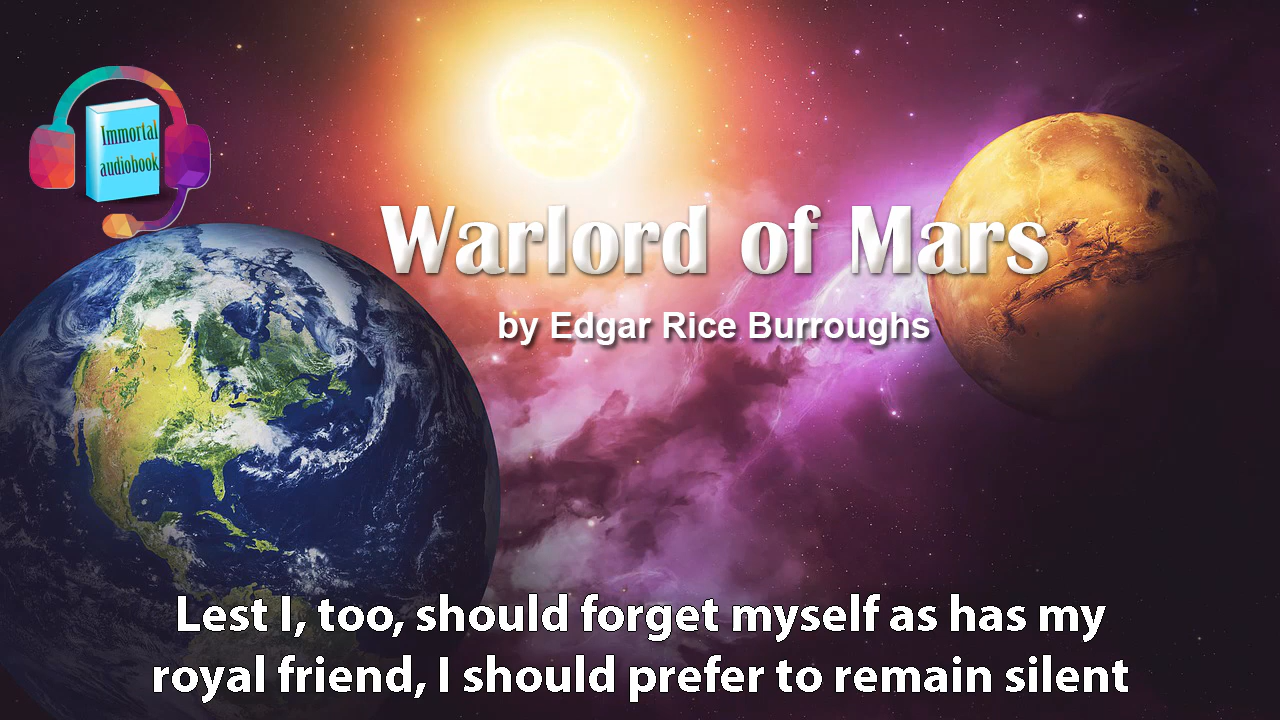 Immortal
audiobook
Warlord of Mars
by Edgar Rice Burroughs
Lest I, too, should forget myself as has my
royal friend, I should prefer to remain silent